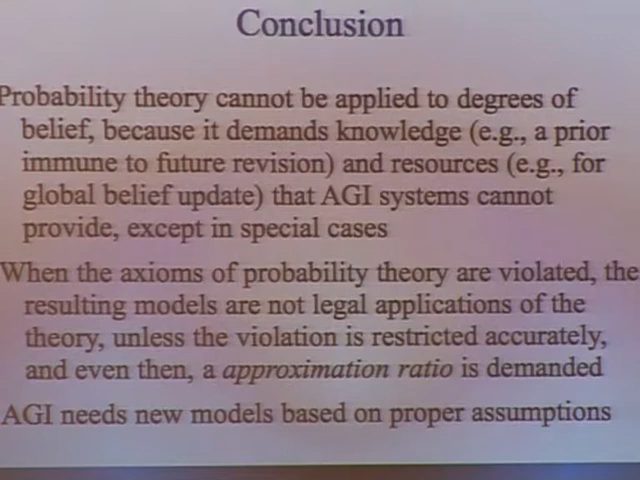 Conclusion
Probability theory cannot be applied to degrees of
belief, because it demands knowledge (e.g., a prior
immune to future revision) and resources (e.g., for
global belief update) that AGI systems cannot
provide, except in special cases
When the axioms of probability theory are violated, the
resulting models are not legal applications of the
theory, unless the violation is restricted accurately,
and even then, a approximation ratio is demanded
AGI needs new models based on proper assumptions